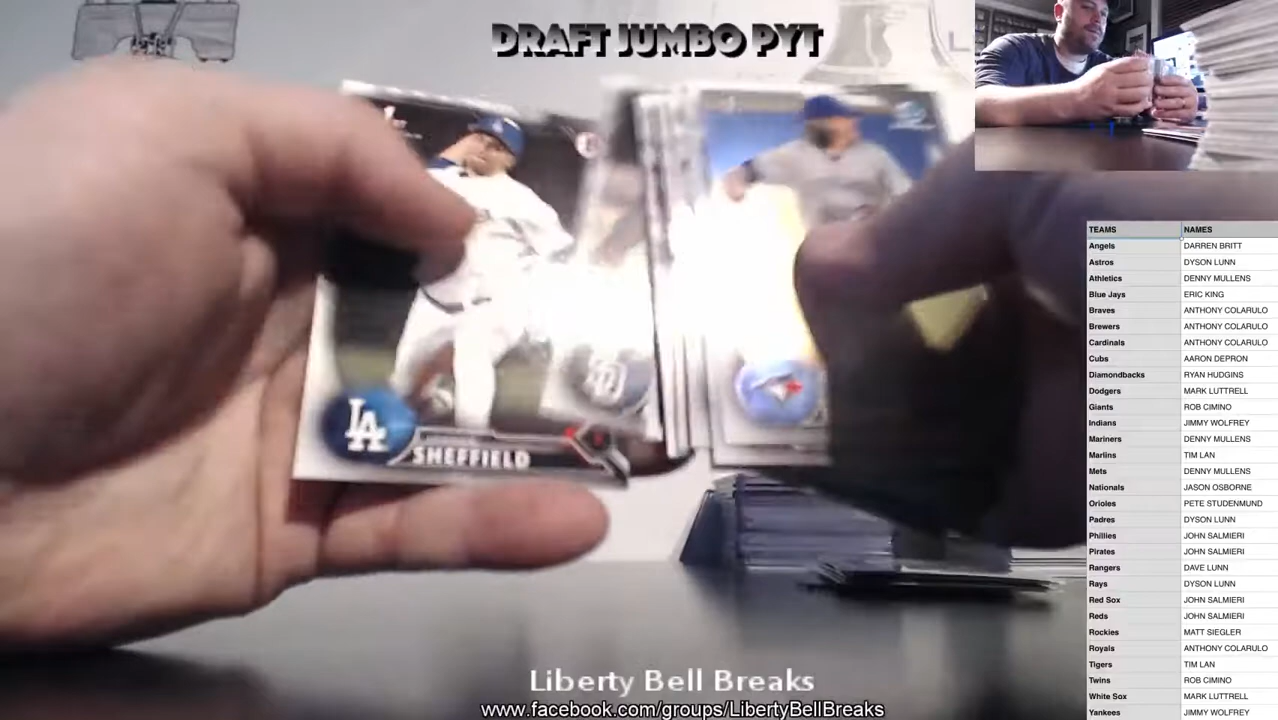 DRAFT JUMBO PYT
LA
SHEFFIELD
TEAMS NAMES
Angels DARREN BRITT
Astros DYSON LUNN
Athletics DENNY MULLENS
Blue Jays ERIC KING
Braves ANTHONY COLARULO
Brewers ANTHONY COLARULO
Cardinals ANTHONY COLARULO
Cubs AARON DEPRON
Diamondbacks RYAN HUDGINS
Dodgers MARK LUTTRELL
Giants ROB CIMINO
Indians JIMMY WOLFREY
Mariners DENNY MULLENS
Marlins TIM LAN
Mets DENNY MULLENS
Nationals JASON OSBORNE
Orioles PETE STUDENMUND
Padres DYSON LUNN
Phillies JOHN SALMIERI
Pirates JOHN SALMIERI
Rangers DAVE LUNN
Rays DYSON LUNN
Red Sox JOHN SALMIERI
Reds JOHN SALMIERI
Rockies MATT SIEGLER
Royals ANTHONY COLARULO
Tigers TIM LAN
Twins ROB CIMINO
White Sox MARK LUTTRELL
Yankees JIMMY WOLFREY
Liberty Bell Breaks
www.facebook.com/groups/LibertyBellBreaks